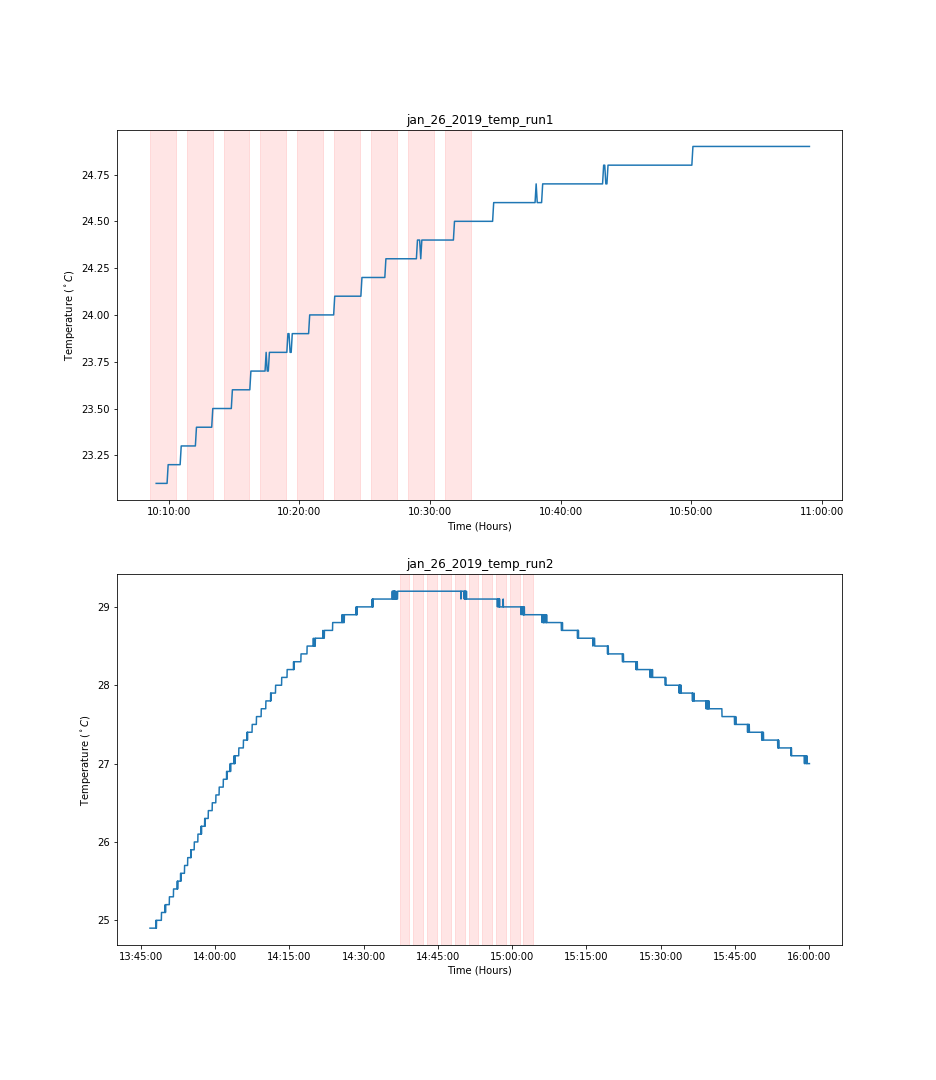 jan_26_2019_temp_run1
Temperature (°C)
24.75
24.50
24.25
24.00
23.75
23.50
23.25
10:10:00 10:20:00 10:30:00 10:40:00 10:50:00 11:00:00
Time (Hours)
jan_26_2019_temp_run2
Temperature (°C)
29
28
27
26
25
13:45:00 14:00:00 14:15:00 14:30:00 14:45:00 15:00:00 15:15:00 15:30:00 15:45:00 16:00:00
Time (Hours)